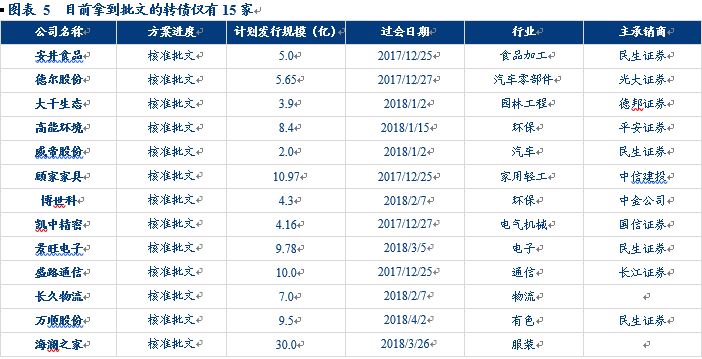 图表 5 目前拿到批文的转债仅有 15 家
公司名称 方案进度 计划发行规模（亿） 过会日期 行业 主承销商
安井食品 核准批文 5.0 2017/12/25 食品加工 民生证券
德尔股份 核准批文 5.65 2017/12/27 汽车零部件 光大证券
大千生态 核准批文 3.9 2018/1/2 园林工程 德邦证券
高能环境 核准批文 8.4 2018/1/15 环保 平安证券
威帝股份 核准批文 2.0 2018/1/2 汽车 民生证券
顾家家具 核准批文 10.97 2017/12/25 家用轻工 中信建投
博世科 核准批文 4.3 2018/2/7 环保 中金公司
凯中精密 核准批文 4.16 2017/12/27 电气机械 国信证券
景旺电子 核准批文 9.78 2018/3/5 电子 民生证券
盛路通信 核准批文 10.0 2017/12/25 通信 长江证券
长久物流 核准批文 7.0 2018/2/7 物流
万顺股份 核准批文 9.5 2018/4/2 有色 民生证券
海澜之家 核准批文 30.0 2018/3/26 服装